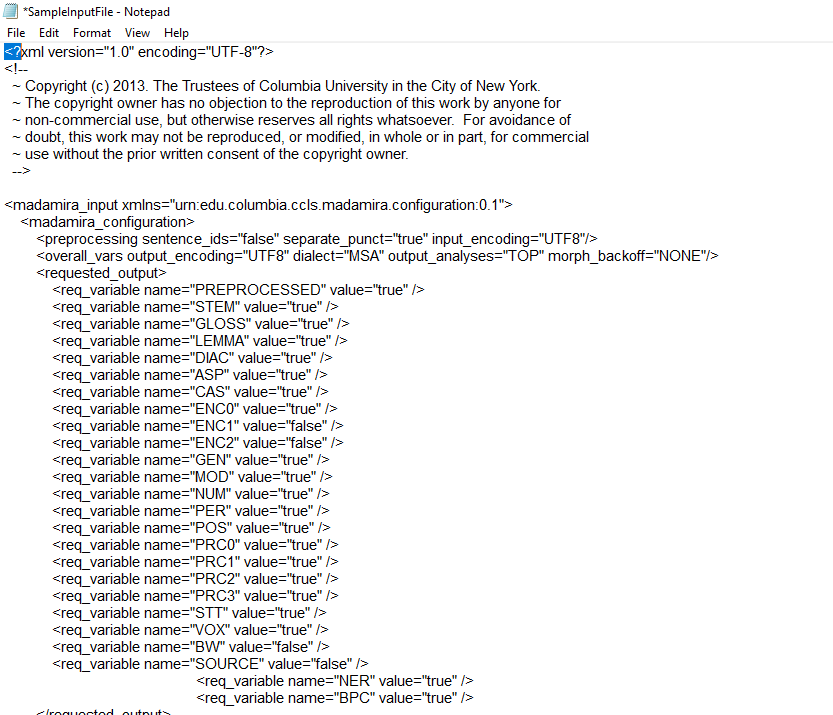 *SampleInputFile - Notepad
File Edit Format View Help
<?xml version="1.0" encoding="UTF-8"?>
<!--
~ Copyright (c) 2013. The Trustees of Columbia University in the City of New York.
~ The copyright owner has no objection to the reproduction of this work by anyone for
~ non-commercial use, but otherwise reserves all rights whatsoever.  For avoidance of
~ doubt, this work may not be reproduced, or modified, in whole or in part, for commercial
~ use without the prior written consent of the copyright owner.
-->
<madamira_input xmlns="urn:edu.columbia.ccls.madamira.configuration:0.1">
<madamira_configuration>
<preprocessing sentence_ids="false" separate_punct="true" input_encoding="UTF8"/>
<overall_vars output_encoding="UTF8" dialect="MSA" output_analyses="TOP" morph_backoff="NONE"/>
<requested_output>
<req_variable name="PREPROCESSED" value="true" />
<req_variable name="STEM" value="true" />
<req_variable name="GLOSS" value="true" />
<req_variable name="LEMMA" value="true" />
<req_variable name="DIAC" value="true" />
<req_variable name="ASP" value="true" />
<req_variable name="CAS" value="true" />
<req_variable name="ENC0" value="true" />
<req_variable name="ENC1" value="false" />
<req_variable name="ENC2" value="false" />
<req_variable name="GEN" value="true" />
<req_variable name="MOD" value="true" />
<req_variable name="NUM" value="true" />
<req_variable name="PER" value="true" />
<req_variable name="POS" value="true" />
<req_variable name="PRC0" value="true" />
<req_variable name="PRC1" value="true" />
<req_variable name="PRC2" value="true" />
<req_variable name="PRC3" value="true" />
<req_variable name="STT" value="true" />
<req_variable name="VOX" value="true" />
<req_variable name="BW" value="false" />
<req_variable name="SOURCE" value="false" />
<req_variable name="NER" value="true" />
<req_variable name="BPC" value="true" />
</requested_output>